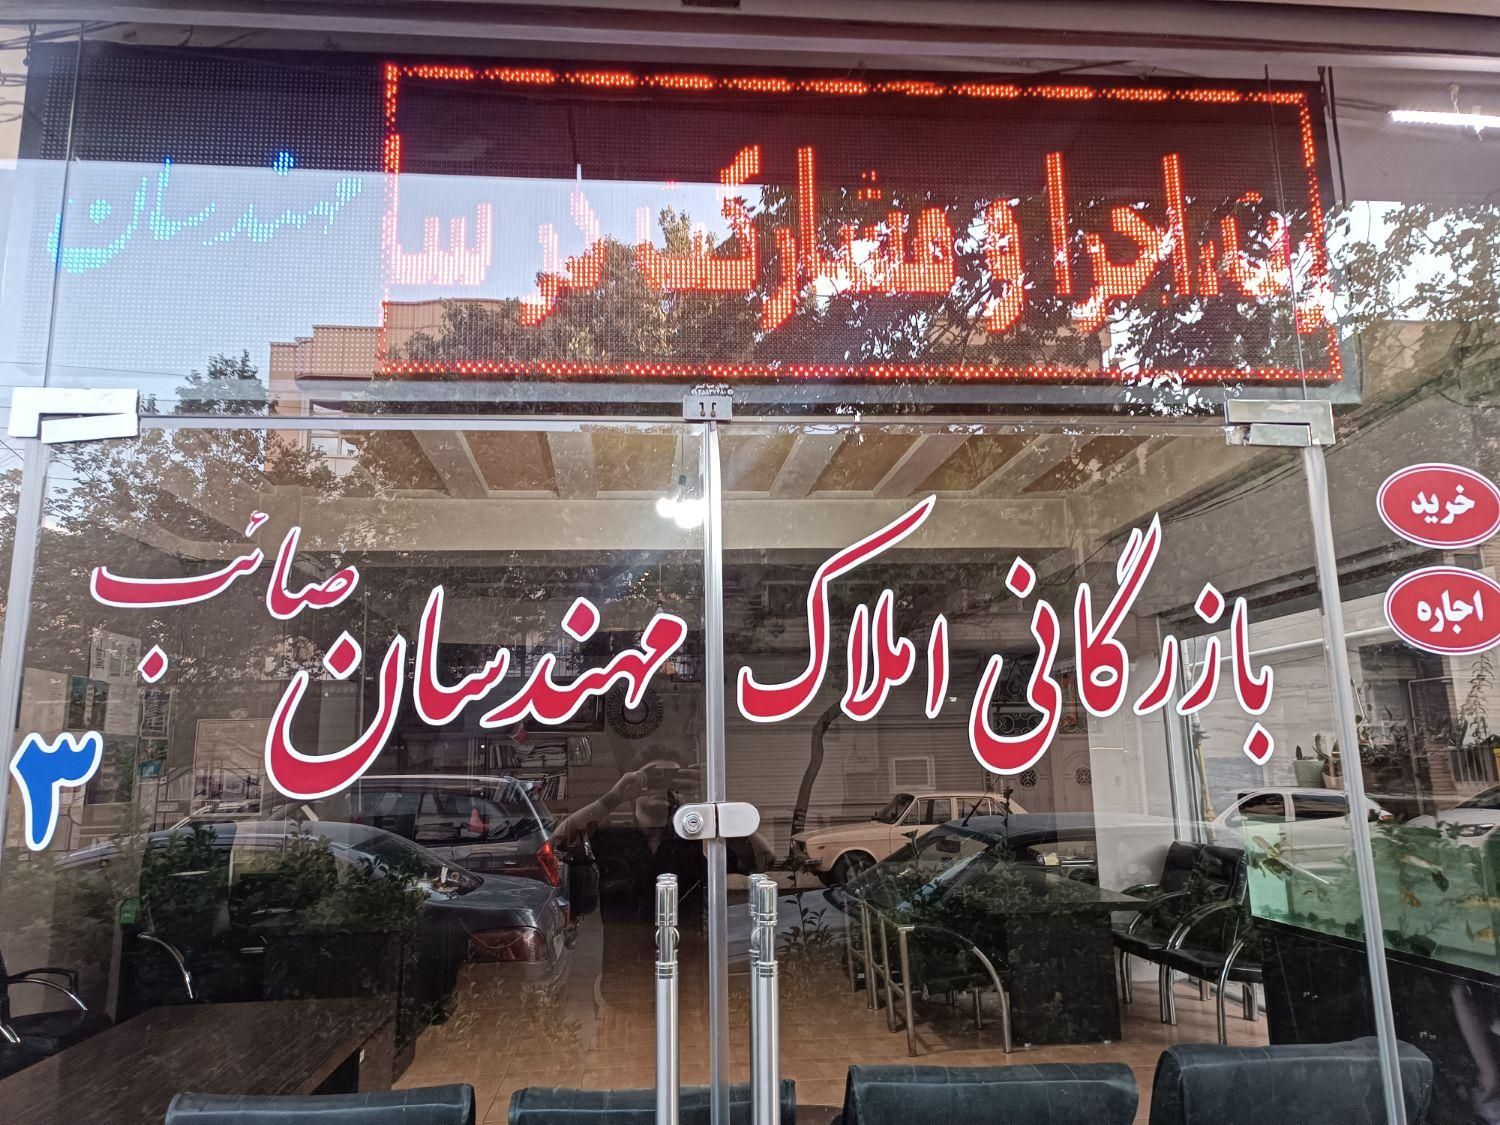 ، اجرا و مشارکت در سا
مهندسان
خرید
اجاره
بازرگانی املاک مهندسان صائب
۳